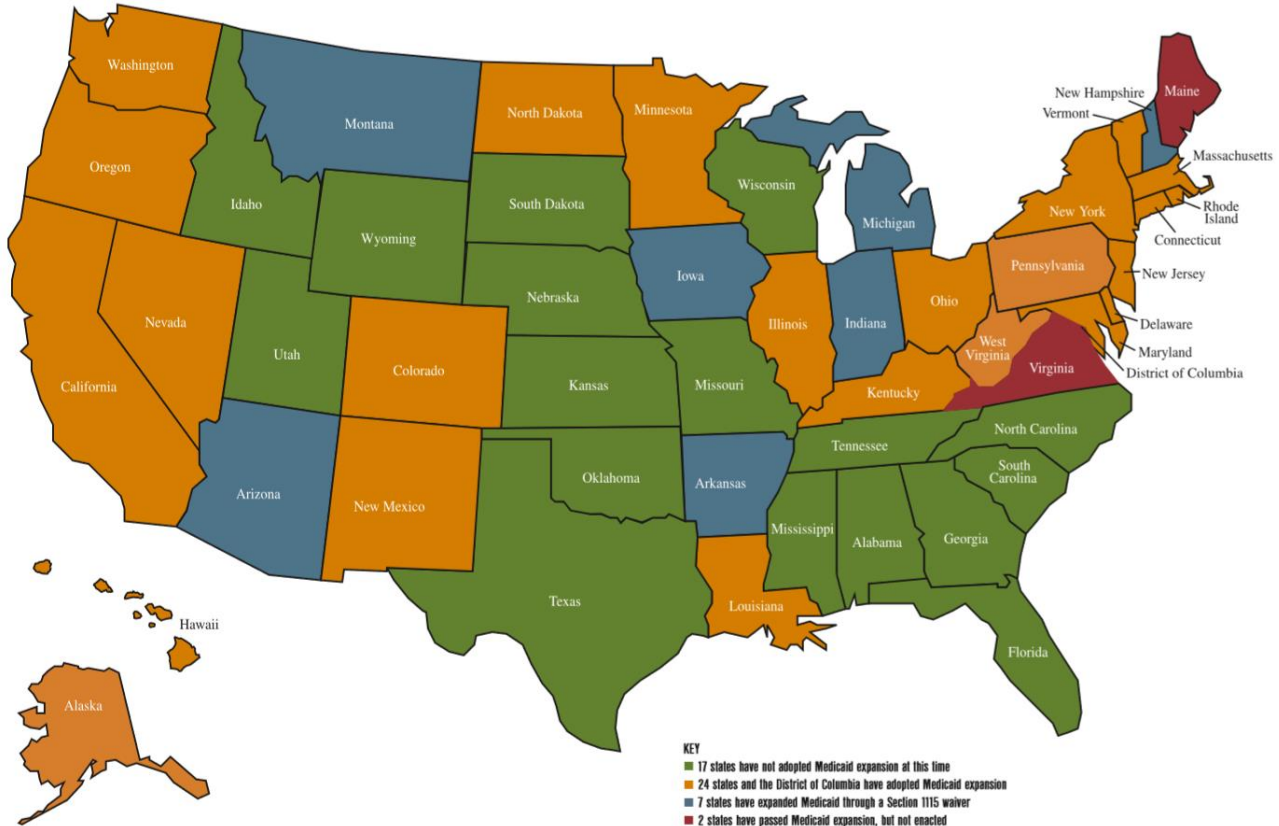 Washington
Oregon
California
Nevada
Idaho
Montana
Wyoming
Utah
Arizona
Colorado
New Mexico
North Dakota
South Dakota
Nebraska
Kansas
Oklahoma
Texas
Minnesota
Iowa
Missouri
Arkansas
Louisiana
Wisconsin
Illinois
Michigan
Indiana
Ohio
Kentucky
Tennessee
Mississippi
Alabama
Georgia
Florida
South
Carolina
North Carolina
Virginia
West
Virginia
Pennsylvania
New York
Vermont
New Hampshire
Maine
Massachusetts
Rhode
Island
Connecticut
New Jersey
Delaware
Maryland
District of Columbia
Hawaii
Alaska
KEY
17 states have not adopted Medicaid expansion at this time
24 states and the District of Columbia have adopted Medicaid expansion
7 states have expanded Medicaid through a Section 1115 waiver
2 states have passed Medicaid expansion, but not enacted